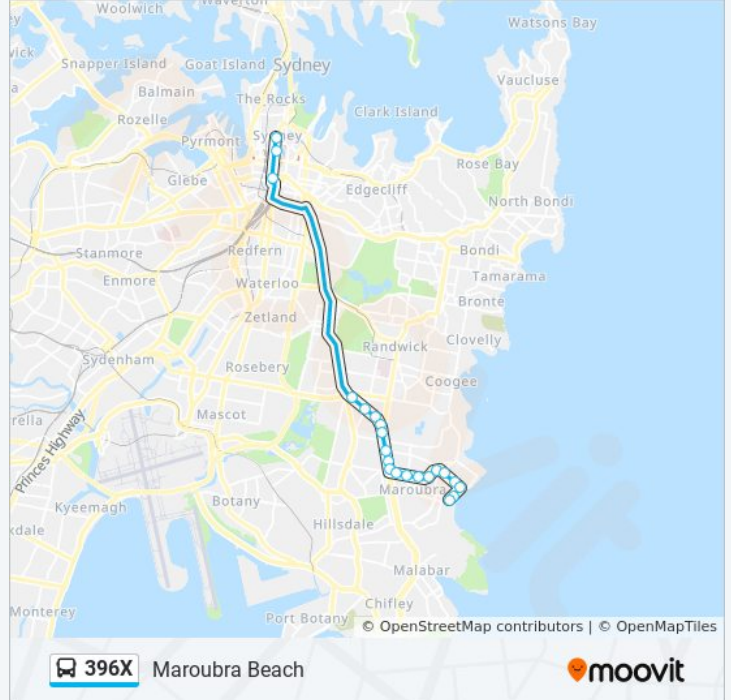 Woolwich
Waverton
Watsons Bay
Snapper Island
Goat Island
Sydney
Vaucluse
Balmain
The Rocks
Clark Island
Rozelle
Pyrmont
Sydney
Rose Bay
Glebe
Edgecliff
North Bondi
Stanmore
Redfern
Bondi
Enmore
Waterloo
Tamarama
Bronte
Zetland
Clovelly
Randwick
Sydenham
Rosebery
Coogee
Mascot
Princes Highway
Maroubra
Botany
Kyeemagh
Hillsdale
Malabar
Chifley
Monterey
Port Botany
© OpenStreetMap contributors | © OpenMapTiles
396X Maroubra Beach
moovit